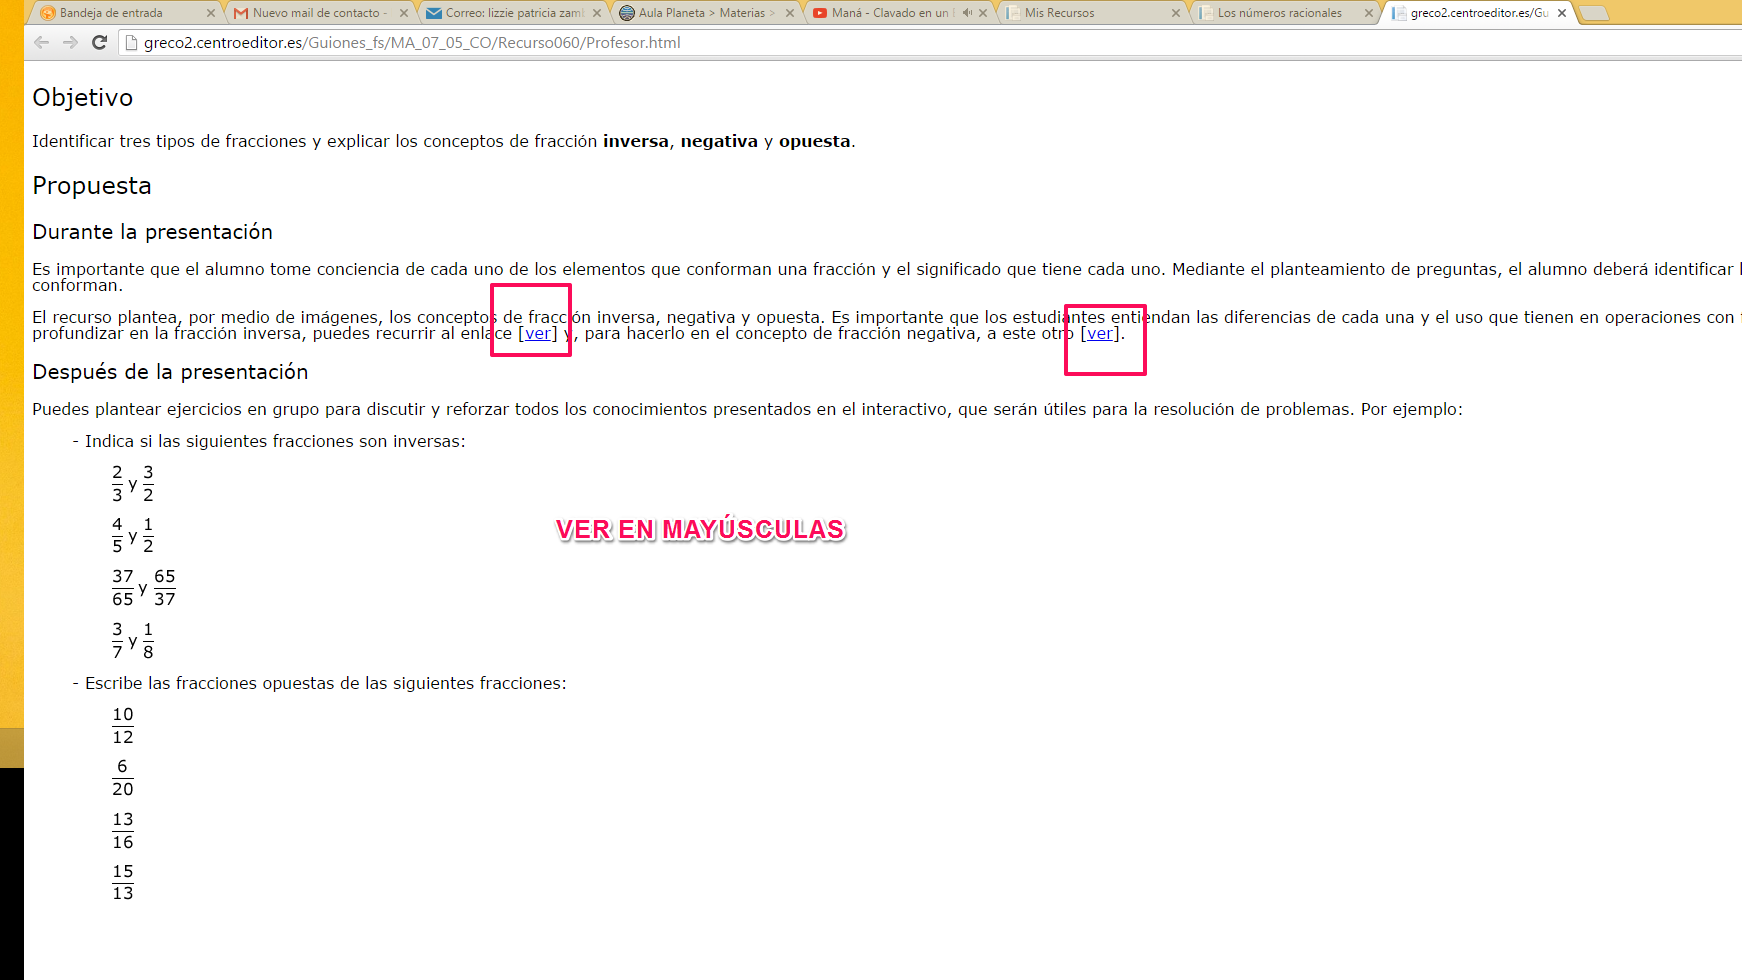 Bandeja de entrada
Nuevo mail de contacto -
Correo: lizzie patricia zam
Aula Planeta > Materias >
Maná - Clavado en un
Mis Recursos
Los números racionales
greco2.centroeditor.es/Gu
greco2.centroeditor.es/Guiones_fs/MA_07_05_CO/Recurso060/Profesor.html
Objetivo
Identificar tres tipos de fracciones y explicar los conceptos de fracción inversa, negativa y opuesta.
Propuesta
Durante la presentación
Es importante que el alumno tome conciencia de cada uno de los elementos que conforman una fracción y el significado que tiene cada uno. Mediante el planteamiento de preguntas, el alumno deberá identificar
conforman.
El recurso plantea, por medio de imágenes, los conceptos de fracción inversa, negativa y opuesta. Es importante que los estudiantes entiendan las diferencias de cada una y el uso que tienen en operaciones con
profundizar en la fracción inversa, puedes recurrir al enlace [ver] y, para hacerlo en el concepto de fracción negativa, a este otro [ver].
Después de la presentación
Puedes plantear ejercicios en grupo para discutir y reforzar todos los conocimientos presentados en el interactivo, que serán útiles para la resolución de problemas. Por ejemplo:
- Indica si las siguientes fracciones son inversas:
2/3 y 3/2
4/5 y 1/2
VER EN MAYÚSCULAS
37/65 y 65/37
3/7 y 1/8
- Escribe las fracciones opuestas de las siguientes fracciones:
10/12
6/20
13/16
15/13